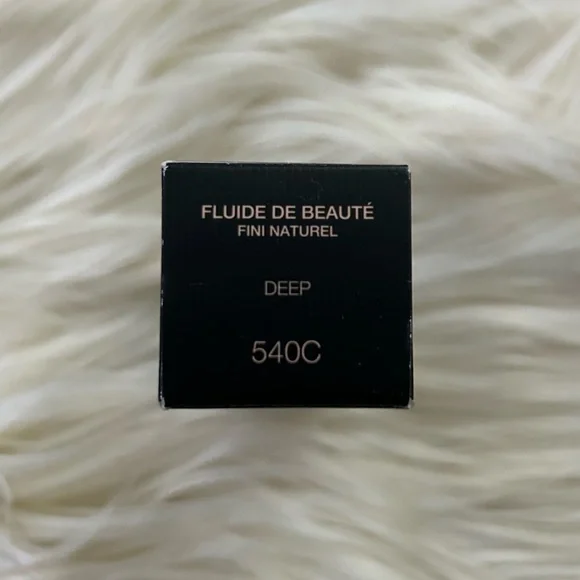 FLUIDE DE BEAUTÉ
FINI NATUREL
DEEP
540C